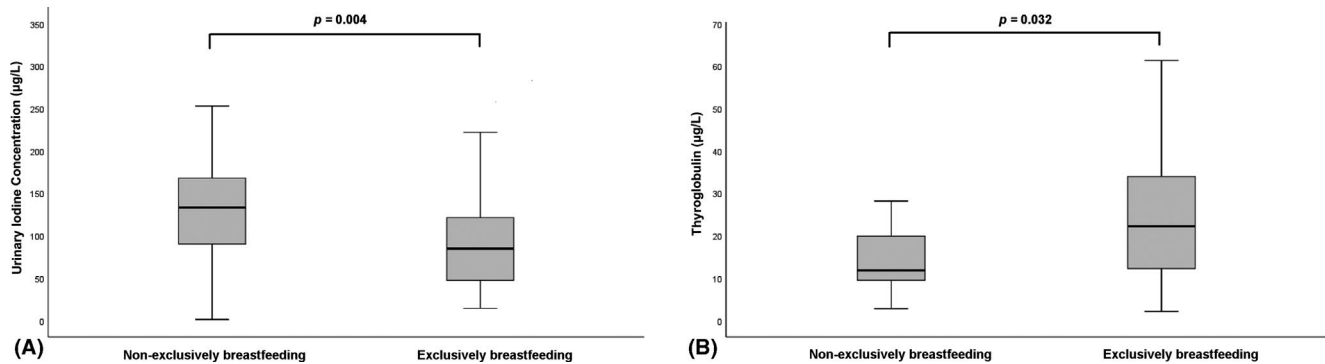 p = 0.004
Urinary Iodine Concentration (µg/L)
350
300
250
200
150
100
50
0
(A)
Non-exclusively breastfeeding
Exclusively breastfeeding
p = 0.032
Thyroglobulin (µg/L)
70
60
50
40
30
20
10
0
(B)
Non-exclusively breastfeeding
Exclusively breastfeeding